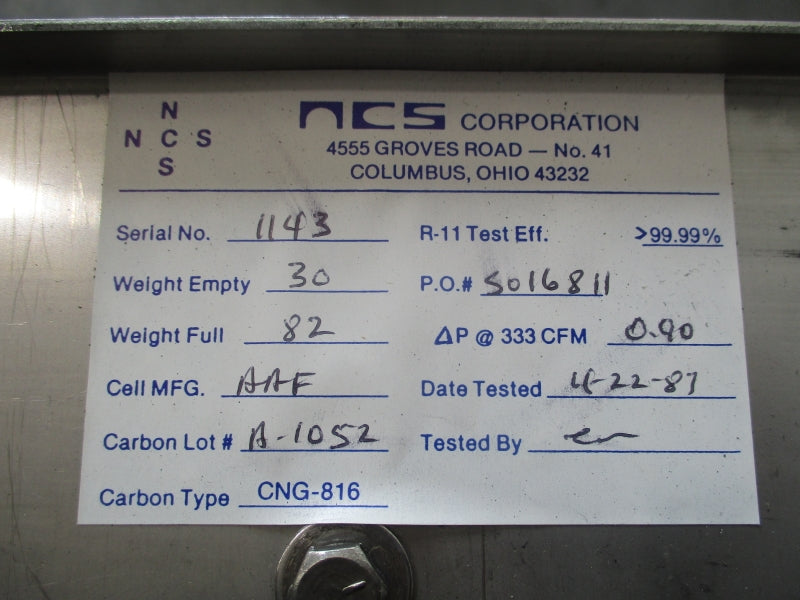 N
N C S
S
NCS CORPORATION
4555 GROVES ROAD — No. 41
COLUMBUS, OHIO 43232
Serial No. 1143
R-11 Test Eff. >99.99%
Weight Empty 30
P.O.# S016811
Weight Full 82
ΔP @ 333 CFM 0.90
Cell MFG. AAF
Date Tested 4-22-87
Carbon Lot # A-1052
Tested By
Carbon Type CNG-816